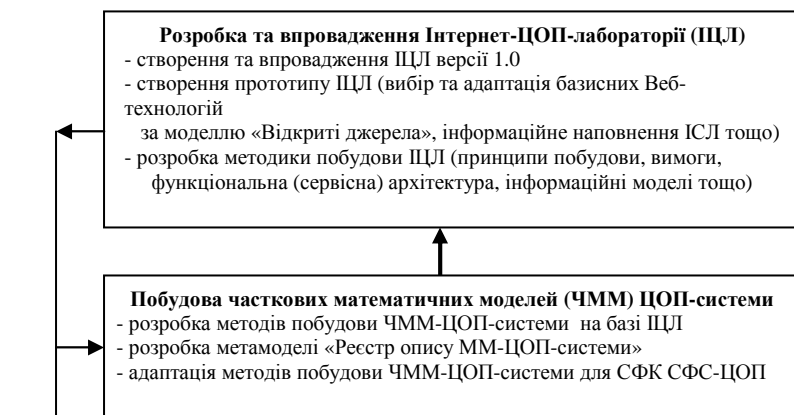 Розробка та впровадження Інтернет-ЦОП-лабораторії (ІЦЛ)
- створення та впровадження ІЦЛ версії 1.0
- створення прототипу ІЦЛ (вибір та адаптація базисних Веб-
технологій
за моделлю «Відкриті джерела», інформаційне наповнення ІСЛ тощо)
- розробка методики побудови ІЦЛ (принципи побудови, вимоги,
функціональна (сервісна) архітектура, інформаційні моделі тощо)
Побудова часткових математичних моделей (ЧММ) ЦОП-системи
- розробка методів побудови ЧММ-ЦОП-системи на базі ІЦЛ
- розробка метамоделі «Реєстр опису ММ-ЦОП-системи»
- адаптація методів побудови ЧММ-ЦОП-системи для СФК СФС-ЦОП